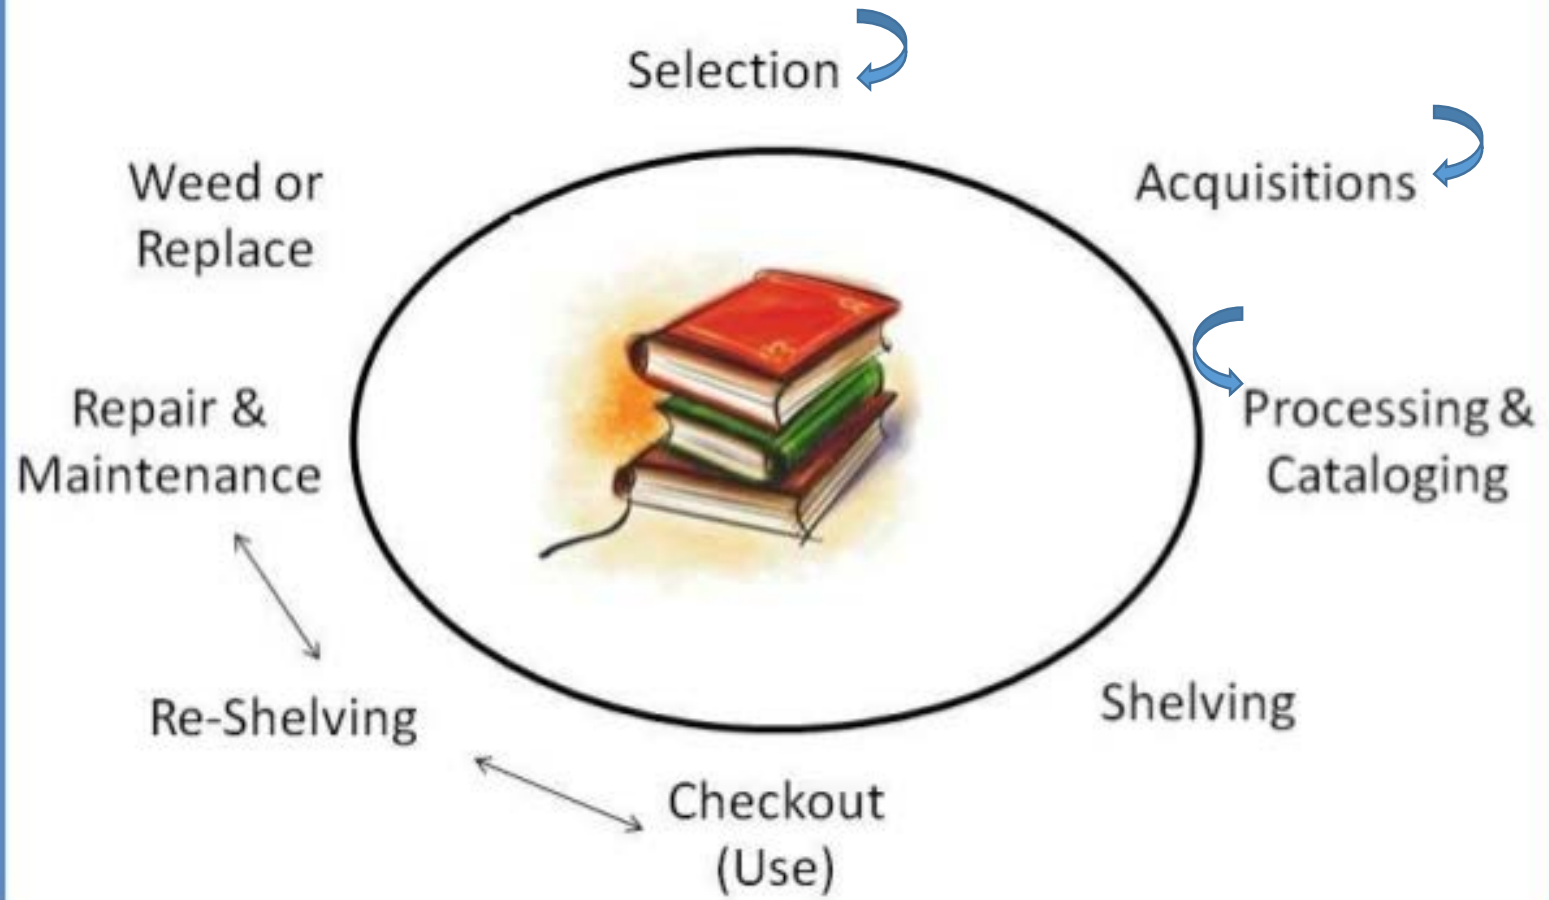 Selection
Acquisitions
Weed or
Replace
Processing &
Cataloging
Repair &
Maintenance
Shelving
Re-Shelving
Checkout
(Use)